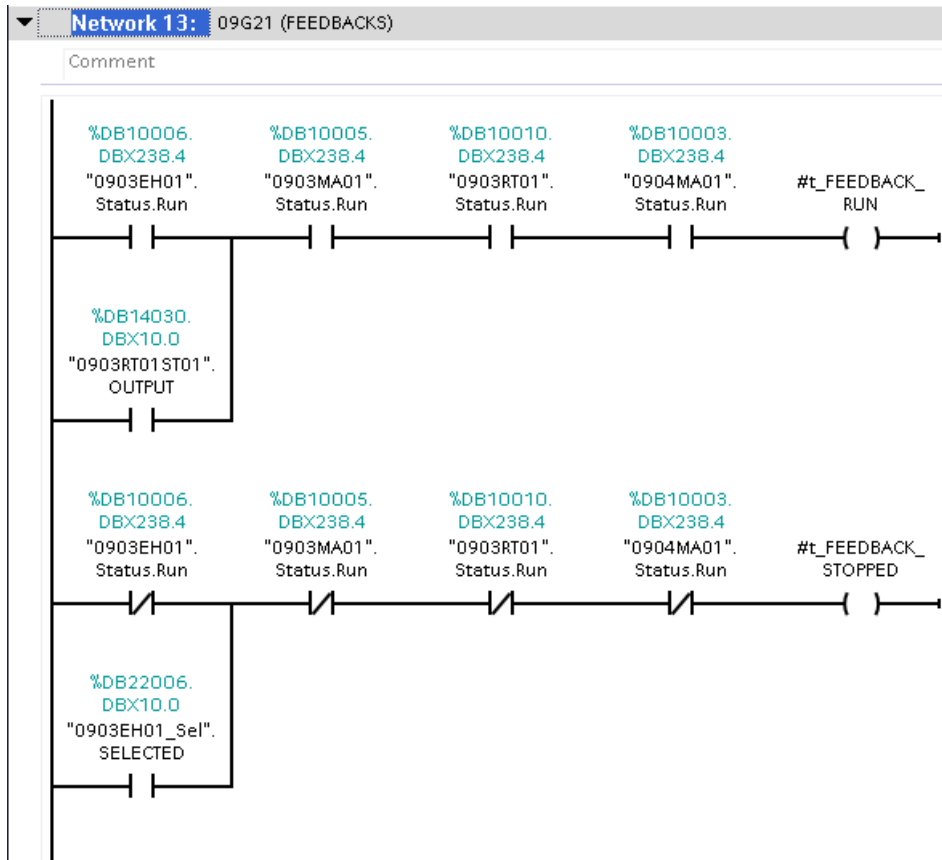 Network 13: 09G21 (FEEDBACKS)
Comment
%DB10006. %DB10005. %DB10010. %DB10003.
DBX238.4 DBX238.4 DBX238.4 DBX238.4
"0903EH01". "0903MA01". "0903RT01". "0904MA01". #t_FEEDBACK_
Status.Run Status.Run Status.Run Status.Run RUN
%DB14030.
DBX10.0
"0903RT01ST01".
OUTPUT
%DB10006. %DB10005. %DB10010. %DB10003.
DBX238.4 DBX238.4 DBX238.4 DBX238.4
"0903EH01". "0903MA01". "0903RT01". "0904MA01". #t_FEEDBACK_
Status.Run Status.Run Status.Run Status.Run STOPPED
%DB22006.
DBX10.0
"0903EH01_Sel".
SELECTED